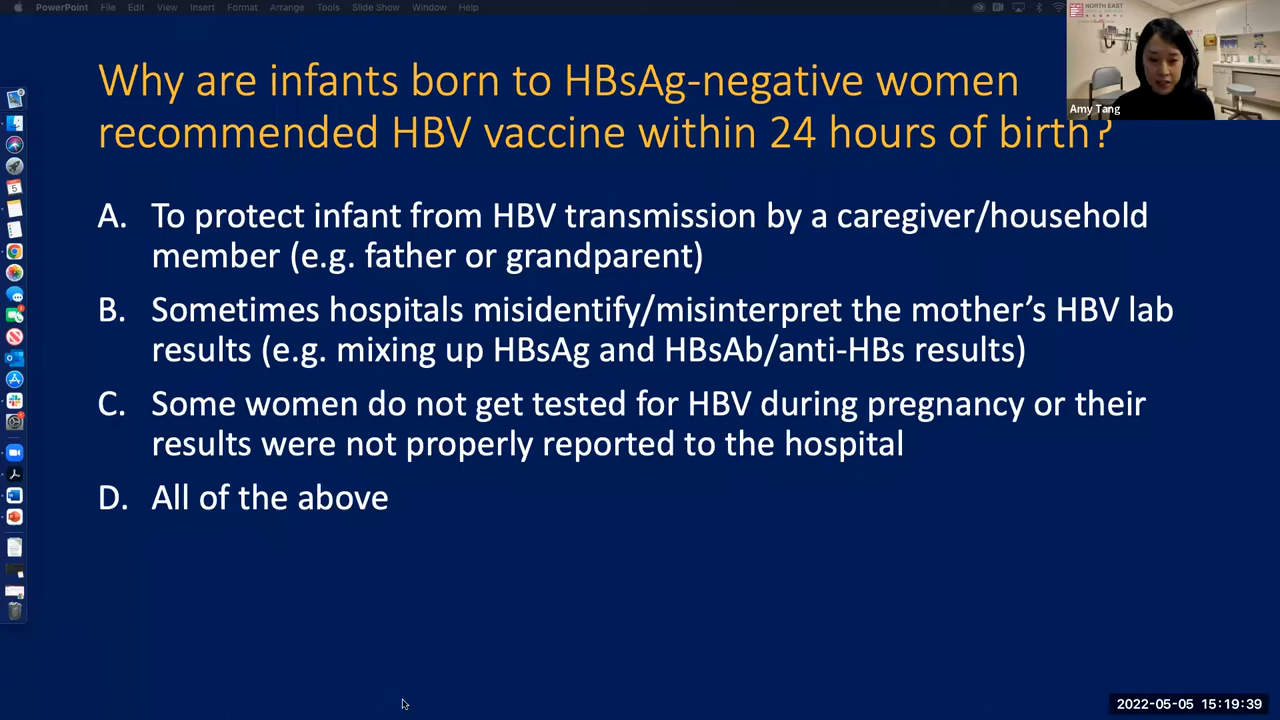 PowerPoint File Edit View Insert Format Arrange Tools Slide Show Window Help
NORTH EAST
Amy Tang
Why are infants born to HBsAg-negative women
recommended HBV vaccine within 24 hours of birth?
A. To protect infant from HBV transmission by a caregiver/household
member (e.g. father or grandparent)
B. Sometimes hospitals misidentify/misinterpret the mother’s HBV lab
results (e.g. mixing up HBsAg and HBsAb/anti-HBs results)
C. Some women do not get tested for HBV during pregnancy or their
results were not properly reported to the hospital
D. All of the above
2022-05-05 15:19:39